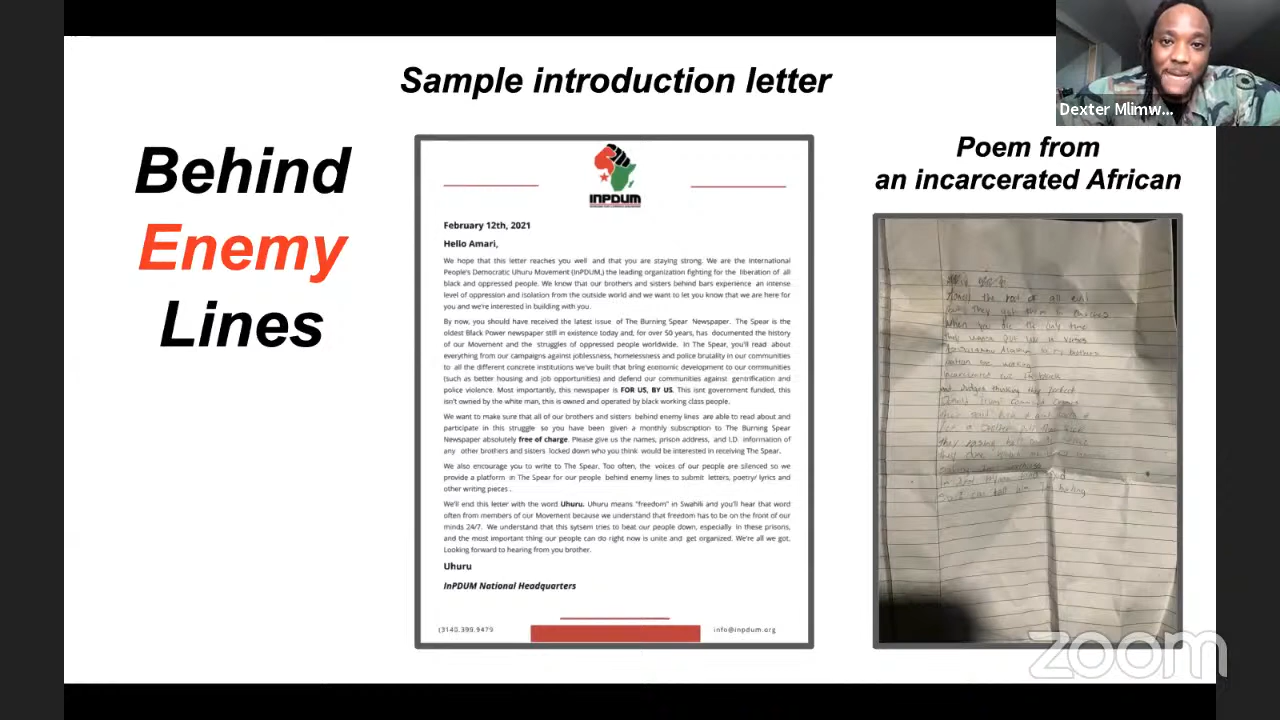 Sample introduction letter
Dexter Mlimw...
Behind
Enemy
Lines
INPDUM
February 12th, 2021
Hello Amari,
We hope that this letter reaches you well and that you are staying strong. We are the International
People's Democratic Uhuru Movement (InPDUM,) the leading organization fighting for the liberation of all
black and oppressed people. We know that our brothers and sisters behind bars experience an intense
level of oppression and isolation from the outside world and we want to let you know that we are here for
you and we're interested in building with you.
By now, you should have received the latest issue of The Burning Spear Newspaper. The Spear is the
oldest Black Power newspaper still in existence today and, for over 50 years, has documented the history
of our Movement and the struggles of oppressed people worldwide. In The Spear, you'll read about
everything from our campaigns against joblessness, homelessness and police brutality in our communities
to all the different concrete institutions we've built that bring economic development to our communities
(such as better housing and job opportunities) and defend our communities against gentrification and
police violence. Most importantly, this newspaper is FOR US, BY US. This isnt government funded, this
isn't owned by the white man, this is owned and operated by black working class people.
We want to make sure that all of our brothers and sisters behind enemy lines are able to read about and
participate in this struggle so you have been given a monthly subscription to The Burning Spear
Newspaper absolutely free of charge. Please give us the names, prison address, and I.D. information of
any other brothers and sisters locked down who you think would be interested in receiving The Spear.
We also encourage you to write to The Spear. Too often, the voices of our people are silenced so we
provide a platform in The Spear for our people behind enemy lines to submit letters, poetry/ lyrics and
other writing pieces .
We'll end this letter with the word Uhuru. Uhuru means "freedom" in Swahili and you'll hear that word
often from members of our Movement because we understand that freedom has to be on the front of our
minds 24/7. We understand that this sytsem tries to beat our people down, especially in these prisons,
and the most important thing our people can do right now is unite and get organized. We're all we got.
Looking forward to hearing from you brother.
Uhuru
InPDUM National Headquarters
info@inpdum.org
Poem from
an incarcerated African
the root of all evil
When you die the only time
my brothers
working
Judges thinking they perfect
zoom